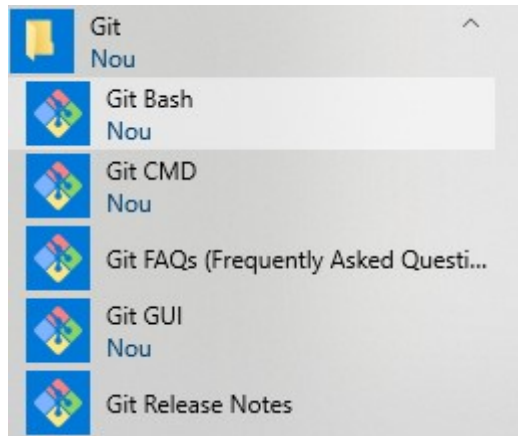 Git
Nou
Git Bash
Nou
Git CMD
Nou
Git FAQs (Frequently Asked Questi...
Git GUI
Nou
Git Release Notes